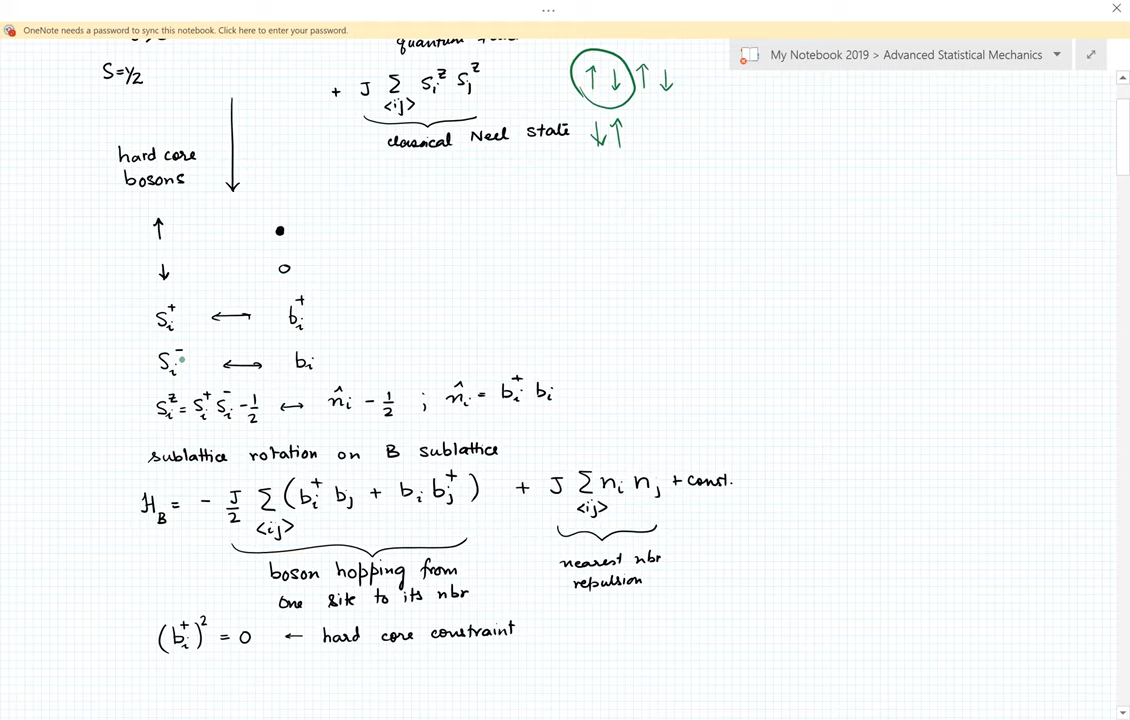 OneNote needs a password to sync this notebook. Click here to enter your password.
My Notebook 2019 > Advanced Statistical Mechanics
quantum
S=1/2
+ J Σ Sᵢᶻ Sⱼᶻ
<ij>
↑ ↓ ↑ ↓
classical Neel state
↓ ↑
hard core
bosons
↑ ●
↓ ○
Sᵢ⁺ ⟷ bᵢ⁺
Sᵢ⁻ ⟷ bᵢ
Sᵢᶻ = Sᵢ⁺ Sᵢ⁻ - 1/2 ↔ n̂ᵢ - 1/2 ; n̂ᵢ = bᵢ⁺ bᵢ
sublattice rotation on B sublattice
H_B = - J/2 Σ (bᵢ⁺ bⱼ + bᵢ bⱼ⁺) + J Σ nᵢ nⱼ + const.
<ij> <ij>
boson hopping from
one site to its nbr
nearest nbr
repulsion
(bᵢ⁺)² = 0 ← hard core constraint